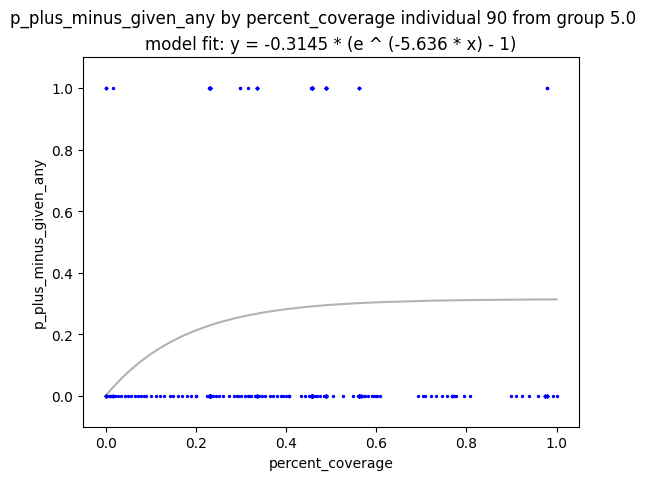 p_plus_minus_given_any by percent_coverage individual 90 from group 5.0
model fit: y = -0.3145 * (e ^ (-5.636 * x) - 1)
1.0
0.8
0.6
0.4
0.2
0.0
p_plus_minus_given_any
0.0 0.2 0.4 0.6 0.8 1.0
percent_coverage